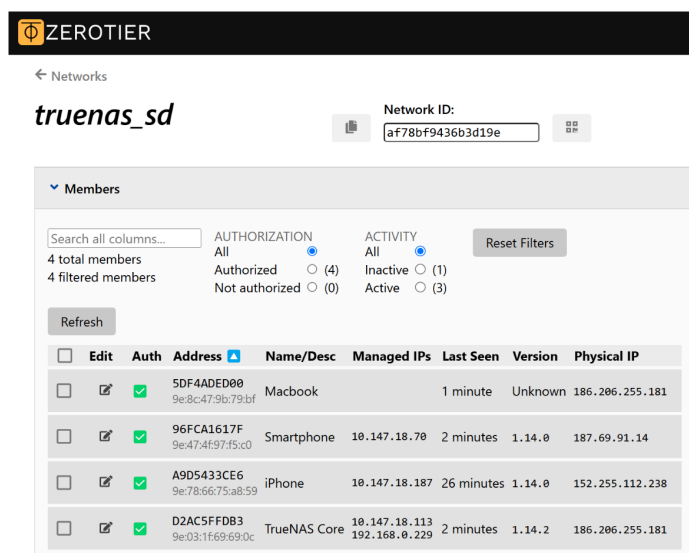 ZEROTIER
Networks
truenas_sd
Network ID:
af78bf9436b3d19e
Members
Search all columns...
4 total members
4 filtered members
AUTHORIZATION
All
Authorized (4)
Not authorized (0)
ACTIVITY
All
Inactive (1)
Active (3)
Reset Filters
Refresh
Edit Auth Address Name/Desc Managed IPs Last Seen Version Physical IP
5DF4ADED00
9e:8c:47:9b:79:bf
Macbook 1 minute Unknown 186.206.255.181
96FCA1617F
9e:47:4f:97:f5:c0
Smartphone 10.147.18.70 2 minutes 1.14.0 187.69.91.14
A9D5433CE6
9e:78:66:75:a8:59
iPhone 10.147.18.187 26 minutes 1.14.0 152.255.112.238
D2AC5FFDB3
9e:03:1f:69:69:0c
TrueNAS Core 10.147.18.113
192.168.0.229
2 minutes 1.14.2 186.206.255.181